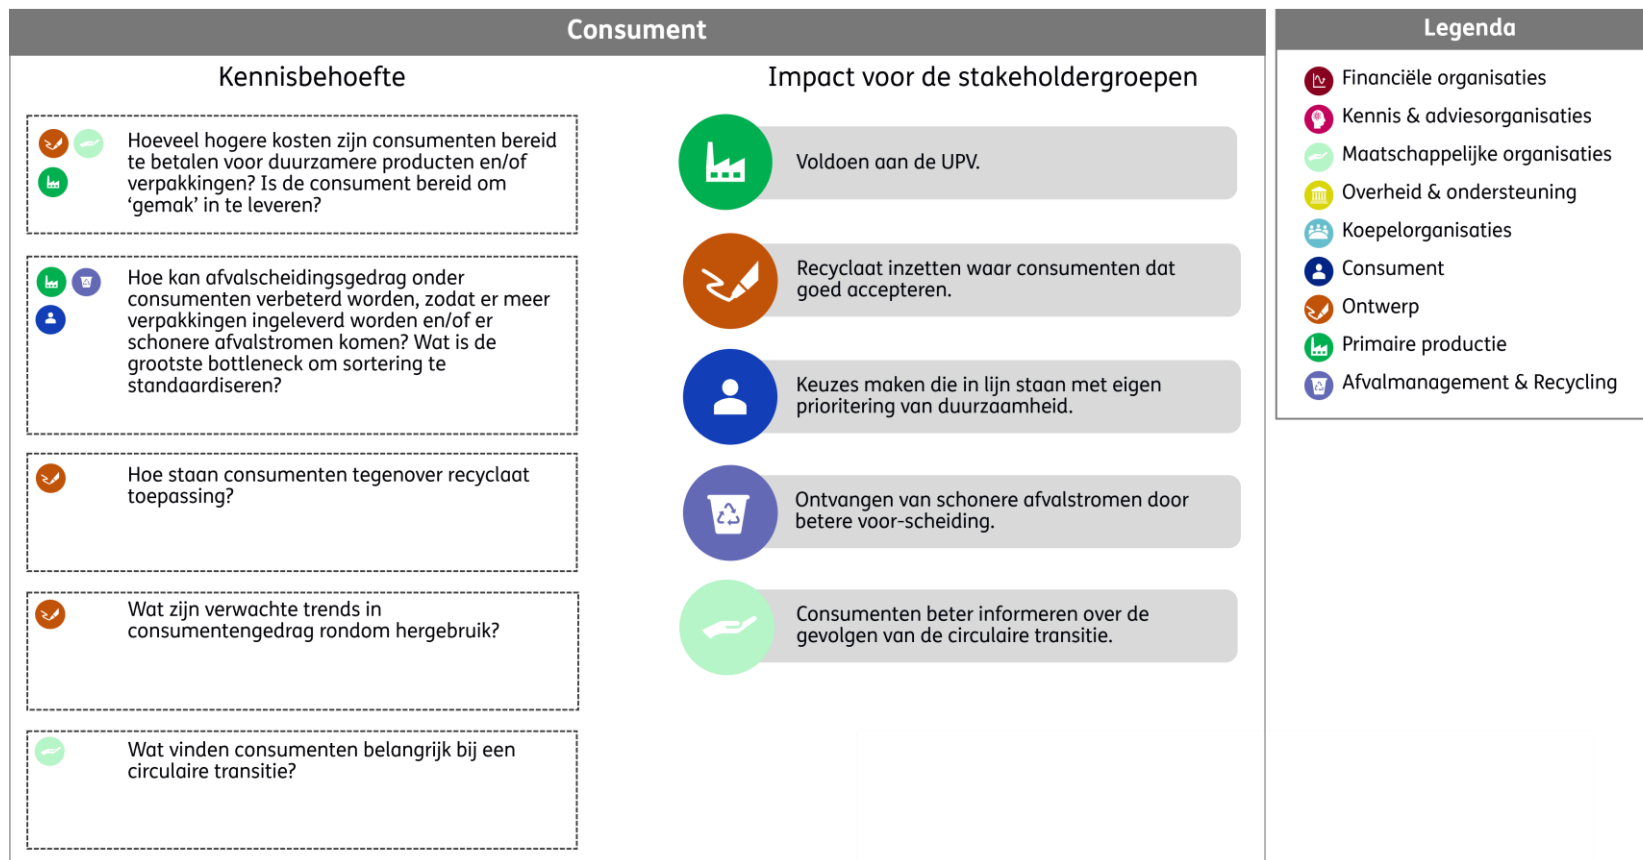 Consument
Kennisbehoefte
Hoeveel hogere kosten zijn consumenten bereid
te betalen voor duurzamere producten en/of
verpakkingen? Is de consument bereid om
‘gemak’ in te leveren?
Hoe kan afvalscheidingsgedrag onder
consumenten verbeterd worden, zodat er meer
verpakkingen ingeleverd worden en/of er
schonere afvalstromen komen? Wat is de
grootste bottleneck om sortering te
standaardiseren?
Hoe staan consumenten tegenover recyclaat
toepassing?
Wat zijn verwachte trends in
consumentengedrag rondom hergebruik?
Wat vinden consumenten belangrijk bij een
circulaire transitie?
Impact voor de stakeholdergroepen
Voldoen aan de UPV.
Recyclaat inzetten waar consumenten dat
goed accepteren.
Keuzes maken die in lijn staan met eigen
prioritering van duurzaamheid.
Ontvangen van schonere afvalstromen door
betere voor-scheiding.
Consumenten beter informeren over de
gevolgen van de circulaire transitie.
Legenda
Financiële organisaties
Kennis & adviesorganisaties
Maatschappelijke organisaties
Overheid & ondersteuning
Koepelorganisaties
Consument
Ontwerp
Primaire productie
Afvalmanagement & Recycling